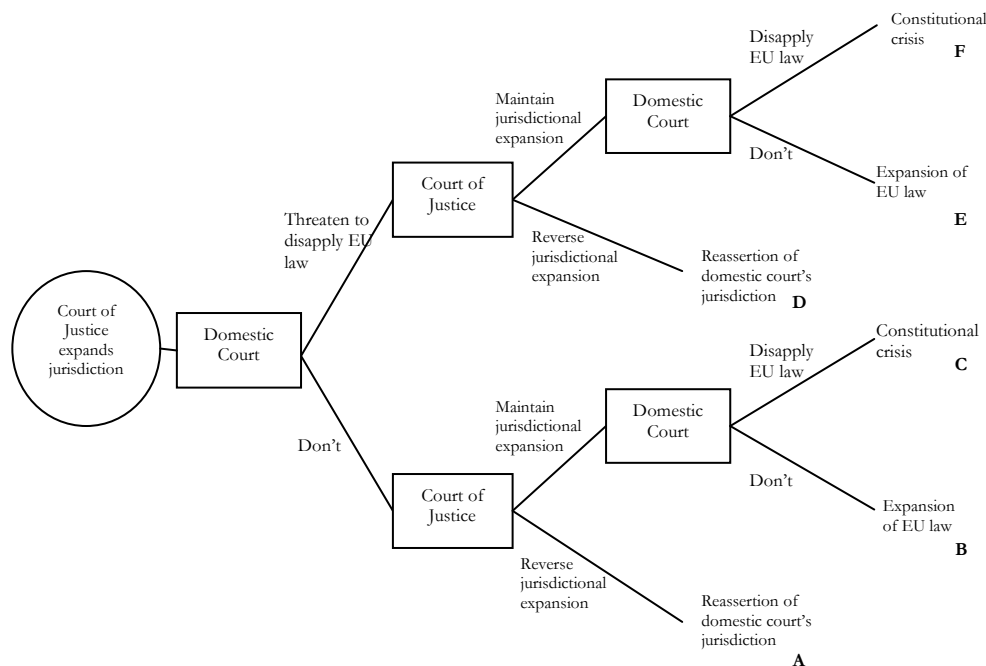 Constitutional
crisis
F
Disapply
EU law
Maintain
jurisdictional
expansion
Domestic
Court
Don't
Expansion of
EU law
E
Court of
Justice
Threaten to
disapply EU
law
Reverse
jurisdictional
expansion
Reassertion of
domestic court's
jurisdiction
D
Court of
Justice
expands
jurisdiction
Domestic
Court
Constitutional
crisis
C
Disapply
EU law
Maintain
jurisdictional
expansion
Domestic
Court
Don't
Don't
Court of
Justice
Expansion
of EU law
B
Reverse
jurisdictional
expansion
Reassertion of
domestic court's
jurisdiction
A